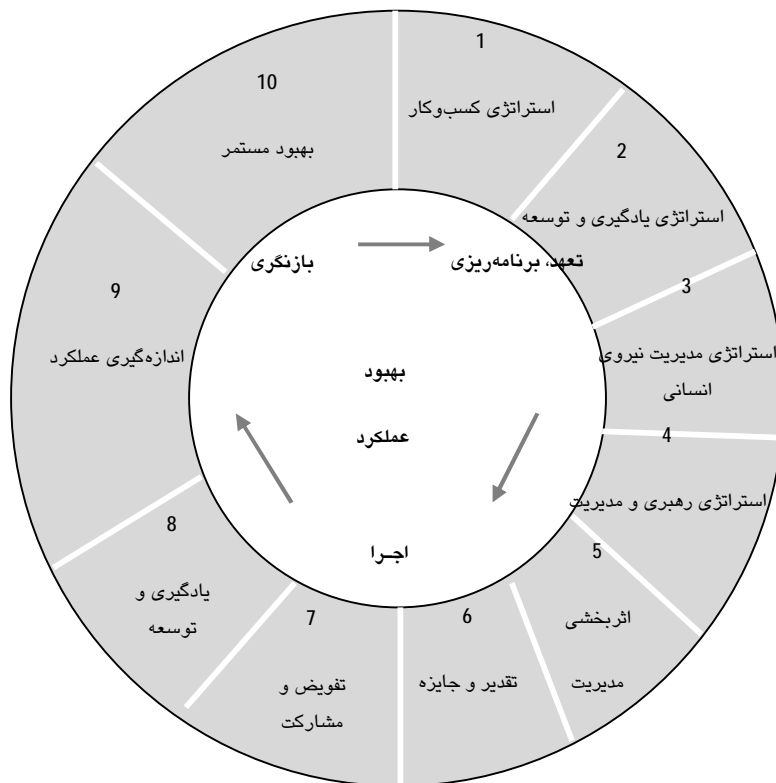 1
استراتژی کسب‌وکار
2
استراتژی یادگیری و توسعه
3
استراتژی مدیریت نیروی
انسانی
4
استراتژی رهبری و مدیریت
5
اثربخشی
مدیریت
6
تقدیر و جایزه
7
تفویض و
مشارکت
8
یادگیری و
توسعه
9
اندازه‌گیری عملکرد
10
بهبود مستمر
تعهد، برنامه‌ریزی
اجـرا
بازنگری
بهبود
عملکرد